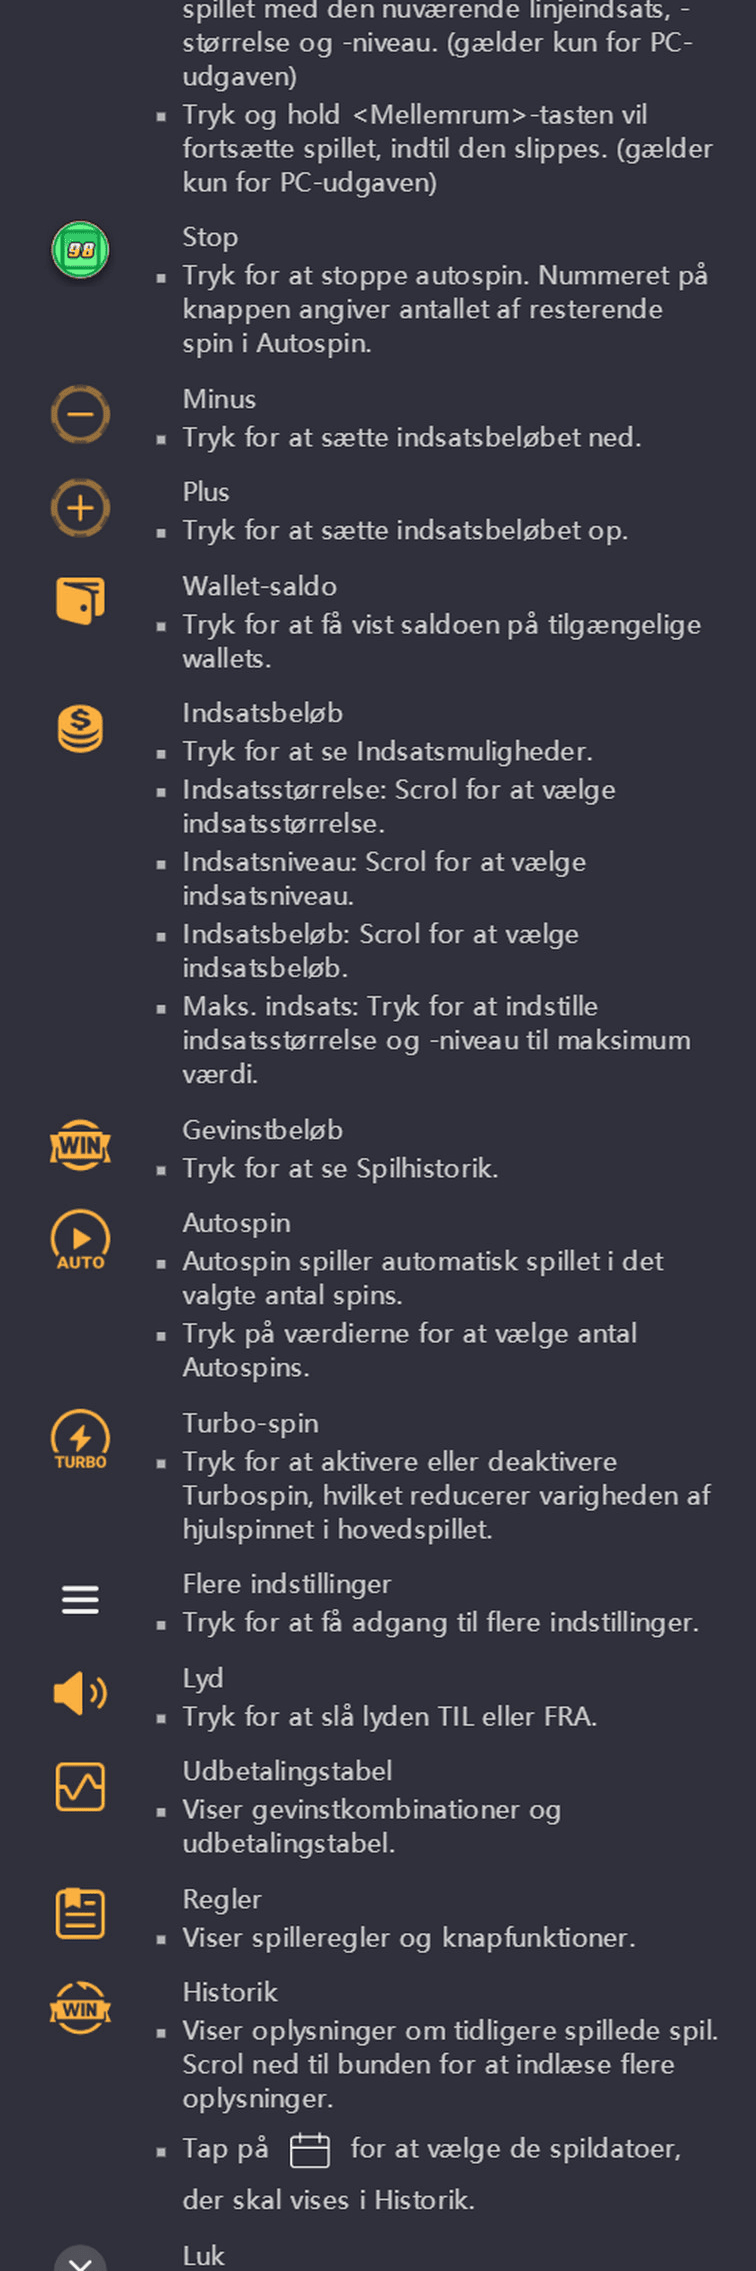 spillet med den nuværende linjeindsats, -
størrelse og -niveau. (gælder kun for PC-
udgaven)
▪ Tryk og hold <Mellemrum>-tasten vil
fortsætte spillet, indtil den slippes. (gælder
kun for PC-udgaven)
98
Stop
▪ Tryk for at stoppe autospin. Nummeret på
knappen angiver antallet af resterende
spin i Autospin.
Minus
▪ Tryk for at sætte indsatsbeløbet ned.
Plus
▪ Tryk for at sætte indsatsbeløbet op.
Wallet-saldo
▪ Tryk for at få vist saldoen på tilgængelige
wallets.
$
Indsatsbeløb
▪ Tryk for at se Indsatsmuligheder.
▪ Indsatsstørrelse: Scrol for at vælge
indsatsstørrelse.
▪ Indsatsniveau: Scrol for at vælge
indsatsniveau.
▪ Indsatsbeløb: Scrol for at vælge
indsatsbeløb.
▪ Maks. indsats: Tryk for at indstille
indsatsstørrelse og -niveau til maksimum
værdi.
WIN
Gevinstbeløb
▪ Tryk for at se Spilhistorik.
AUTO
Autospin
▪ Autospin spiller automatisk spillet i det
valgte antal spins.
▪ Tryk på værdierne for at vælge antal
Autospins.
TURBO
Turbo-spin
▪ Tryk for at aktivere eller deaktivere
Turbospin, hvilket reducerer varigheden af
hjulspinnet i hovedspillet.
Flere indstillinger
▪ Tryk for at få adgang til flere indstillinger.
Lyd
▪ Tryk for at slå lyden TIL eller FRA.
Udbetalingstabel
▪ Viser gevinstkombinationer og
udbetalingstabel.
Regler
▪ Viser spilleregler og knapfunktioner.
WIN
Historik
▪ Viser oplysninger om tidligere spillede spil.
Scrol ned til bunden for at indlæse flere
oplysninger.
▪ Tap på for at vælge de spildatoer,
der skal vises i Historik.
Luk